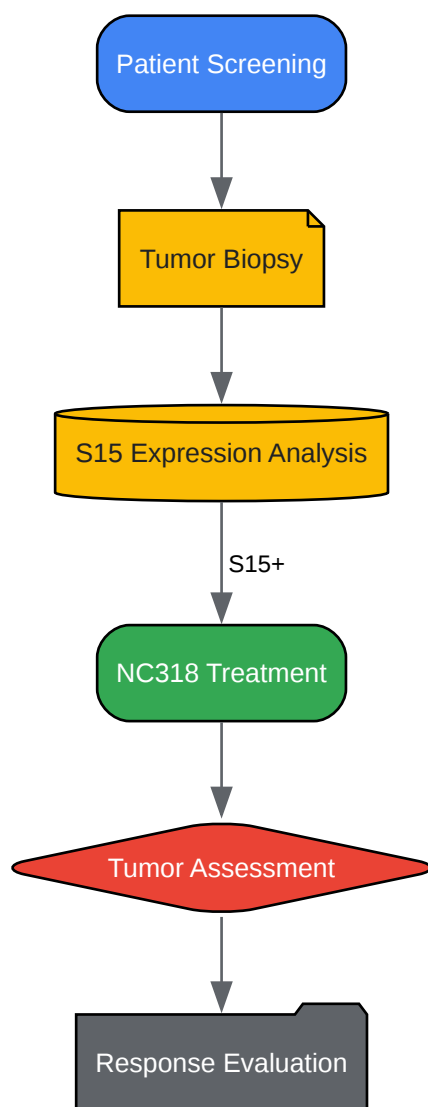 Patient Screening
Tumor Biopsy
S15 Expression Analysis
S15+
NC318 Treatment
Tumor Assessment
Response Evaluation